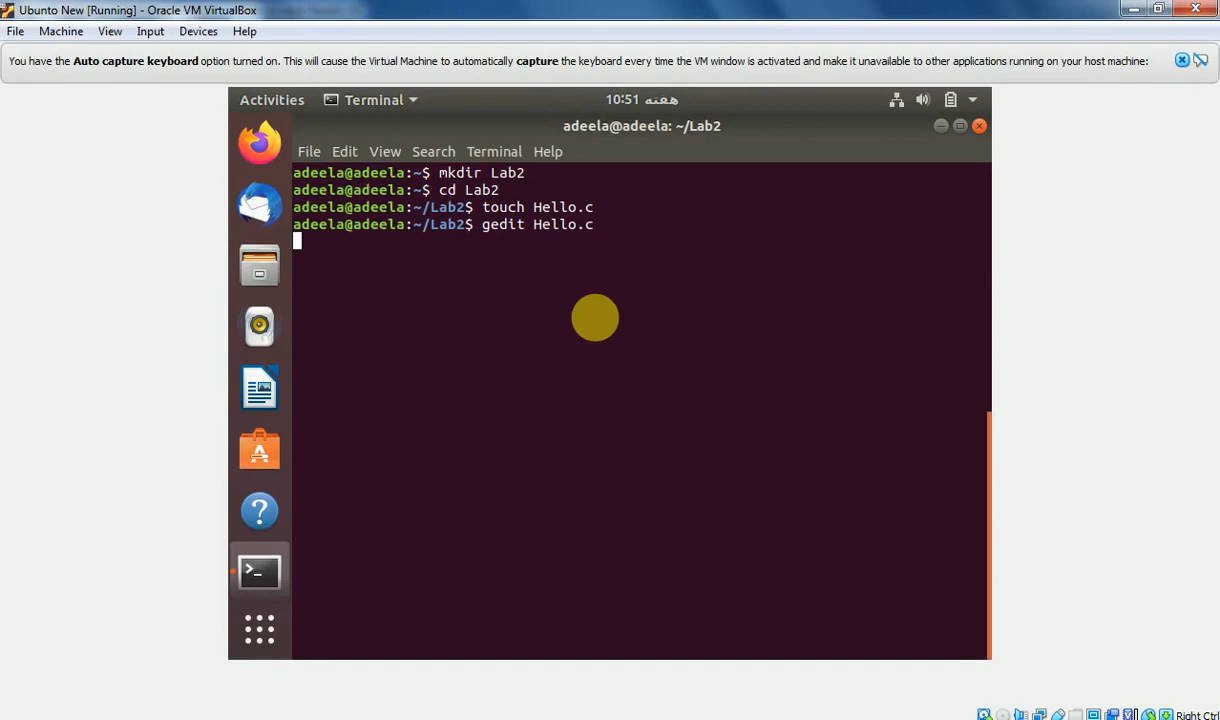 Ubunto New [Running] - Oracle VM VirtualBox
File Machine View Input Devices Help
You have the Auto capture keyboard option turned on. This will cause the Virtual Machine to automatically capture the keyboard every time the VM window is activated and make it unavailable to other applications running on your host machine:
Activities Terminal هفته 10:51
adeela@adeela: ~/Lab2
File Edit View Search Terminal Help
adeela@adeela:~$ mkdir Lab2
adeela@adeela:~$ cd Lab2
adeela@adeela:~/Lab2$ touch Hello.c
adeela@adeela:~/Lab2$ gedit Hello.c
Right Ctrl